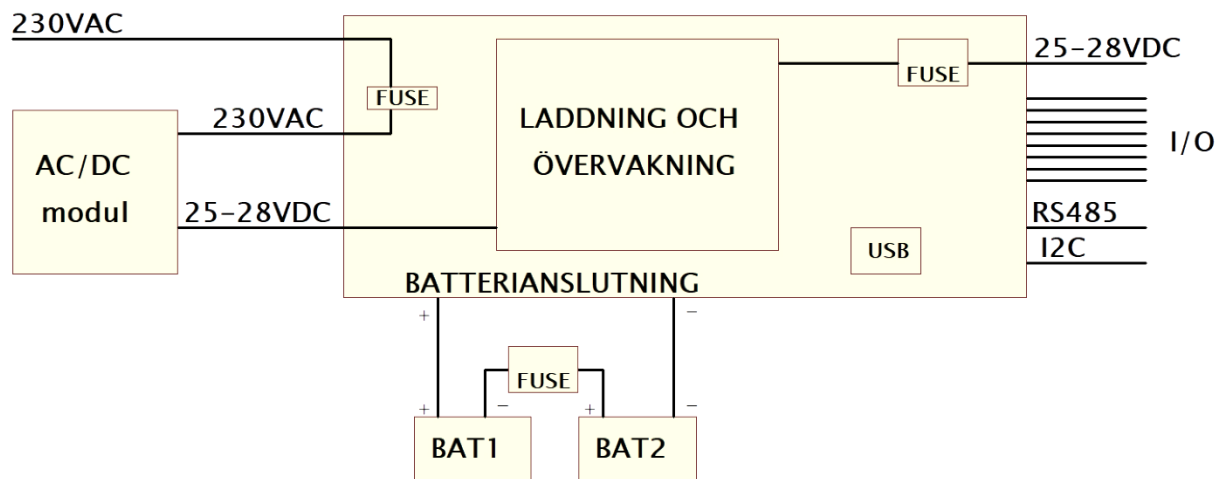 230VAC
25-28VDC
FUSE
FUSE
230VAC
LADDNING OCH
ÖVERVAKNING
I/O
AC/DC
modul
25-28VDC
RS485
USB
I2C
BATTERIANSLUTNING
+
-
FUSE
+
-
+
-
BAT1
BAT2